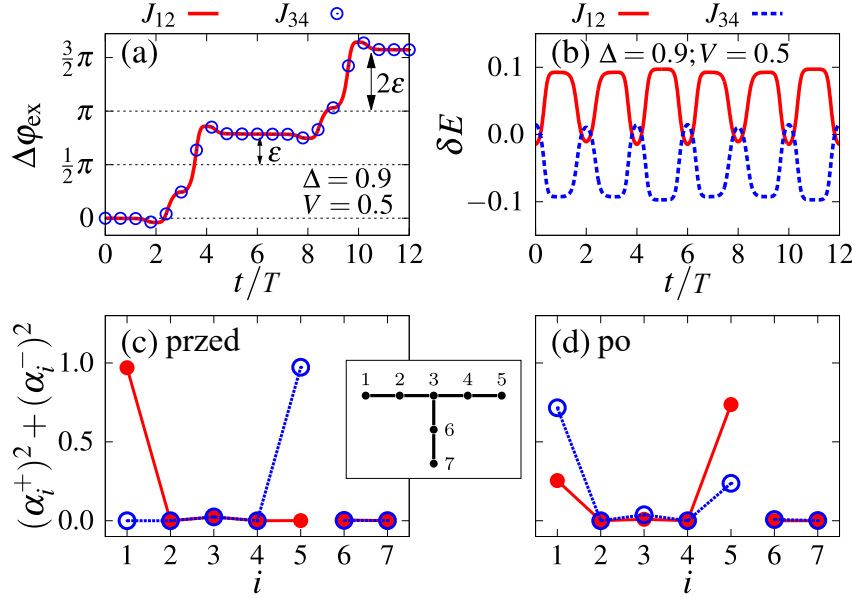 J12 J34
(a)
Δφex
3/2 π
π
1/2 π
0
2ε
ε
Δ = 0.9
V = 0.5
0 2 4 6 8 10 12
t/T
J12 J34
(b) Δ = 0.9; V = 0.5
δE
0.1
0.0
−0.1
0 2 4 6 8 10 12
t/T
(c) przed
(αi+)2 + (αi−)2
1.0
0.5
0.0
1 2 3 4 5 6 7
i
1 2 3 4 5
6
7
(d) po
1 2 3 4 5 6 7
i